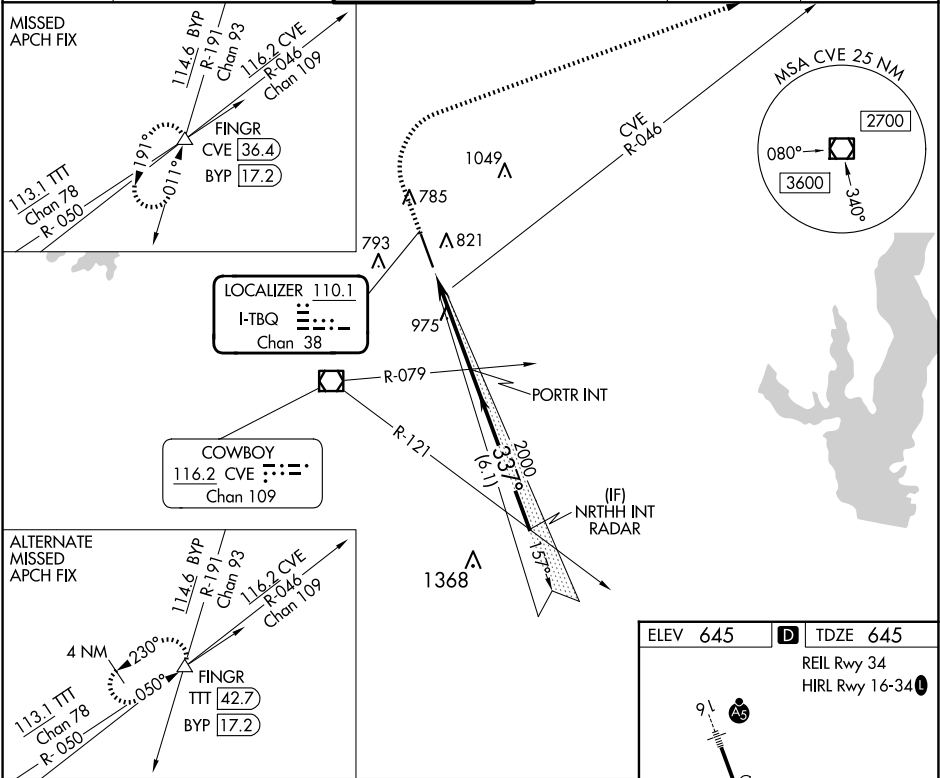 MISSED
APCH FIX
114.6 BYP
R-191
Chan 93
116.2 CVE
R-046
Chan 109
FINGR
CVE 36.4
BYP 17.2
191°
011°
113.1 TTT
Chan 78
R- 050
CVE
R-046
MSA CVE 25 NM
2700
080°
3600
340°
1049
785
793
821
LOCALIZER 110.1
I-TBQ
Chan 38
975
R-079
PORTR INT
R-121
COWBOY
116.2 CVE
Chan 109
2000
337°
(6.1)
(IF)
NRTHH INT
RADAR
157°
1368
ALTERNATE
MISSED
APCH FIX
114.6 BYP
R-191
Chan 93
116.2 CVE
R-046
Chan 109
4 NM
230°
050°
FINGR
TTT 42.7
BYP 17.2
113.1 TTT
Chan 78
R- 050
ELEV 645 D TDZE 645
REIL Rwy 34
HIRL Rwy 16-34 L
16
A5